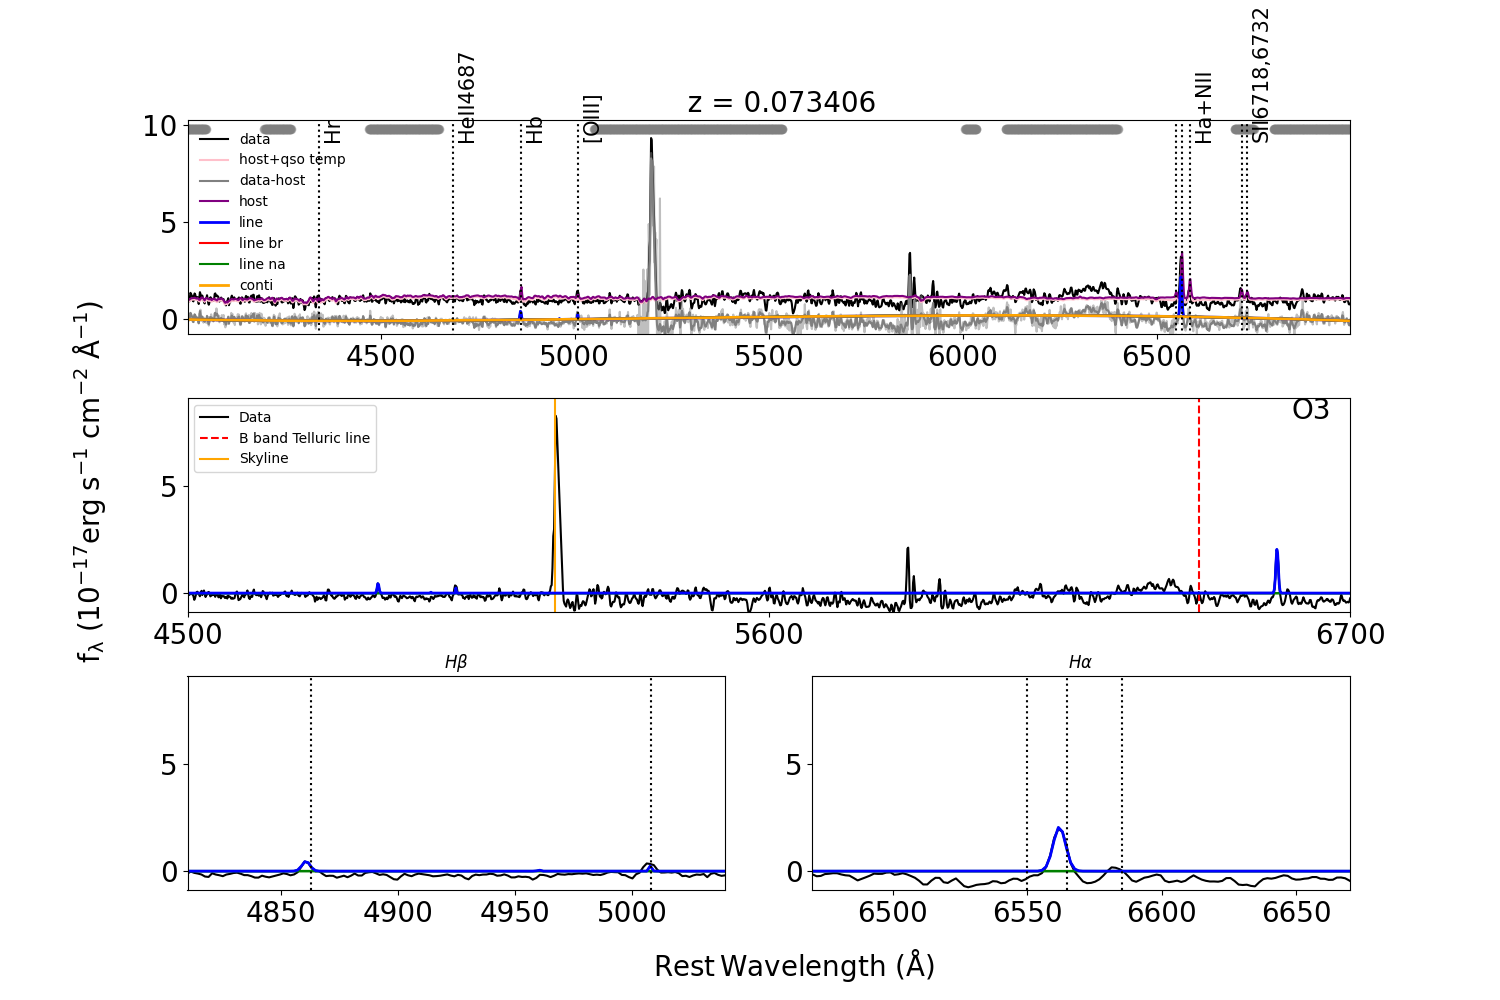 z = 0.073406
Hr
HeII4687
Hb
[OIII]
Ha+NII
SII6718,6732
10
5
0
data
host+qso temp
data-host
host
line
line br
line na
conti
4500
5000
5500
6000
6500
fλ (10−17erg s−1 cm−2 Å−1)
O3
5
0
Data
B band Telluric line
Skyline
4500
5600
6700
Hβ
5
0
4850
4900
4950
5000
Hα
5
0
6500
6550
6600
6650
Rest Wavelength (Å)